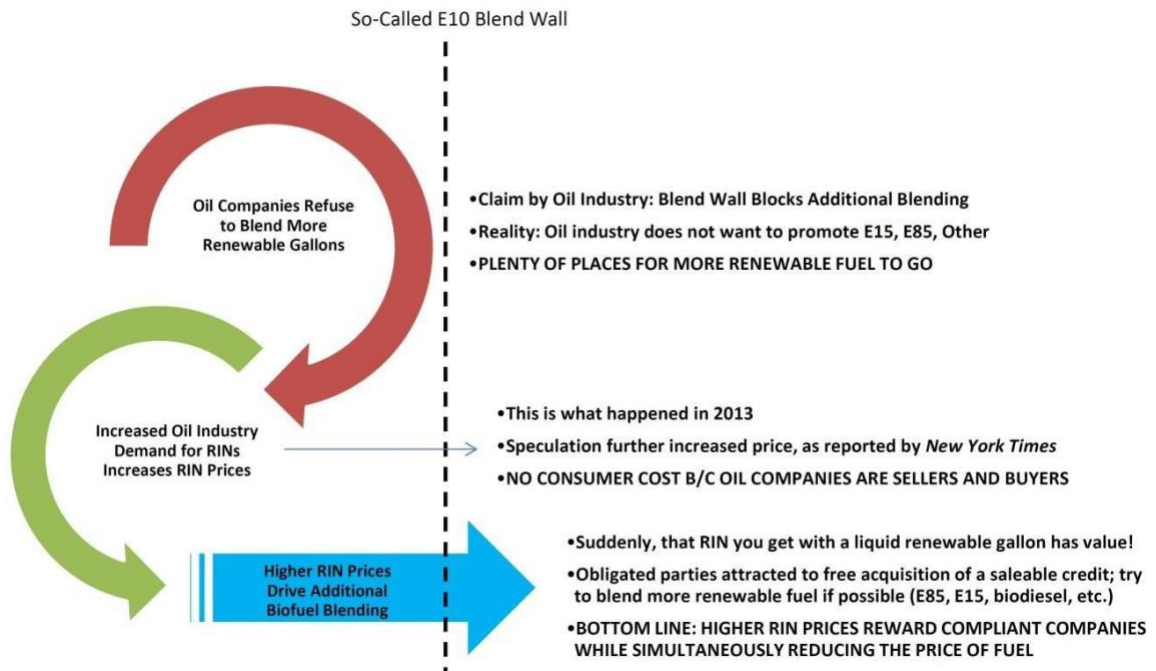 So-Called E10 Blend Wall
Oil Companies Refuse
to Blend More
Renewable Gallons
•Claim by Oil Industry: Blend Wall Blocks Additional Blending
•Reality: Oil industry does not want to promote E15, E85, Other
•PLENTY OF PLACES FOR MORE RENEWABLE FUEL TO GO
Increased Oil Industry
Demand for RINs
Increases RIN Prices
•This is what happened in 2013
•Speculation further increased price, as reported by New York Times
•NO CONSUMER COST B/C OIL COMPANIES ARE SELLERS AND BUYERS
Higher RIN Prices
Drive Additional
Biofuel Blending
•Suddenly, that RIN you get with a liquid renewable gallon has value!
•Obligated parties attracted to free acquisition of a saleable credit; try
to blend more renewable fuel if possible (E85, E15, biodiesel, etc.)
•BOTTOM LINE: HIGHER RIN PRICES REWARD COMPLIANT COMPANIES
WHILE SIMULTANEOUSLY REDUCING THE PRICE OF FUEL